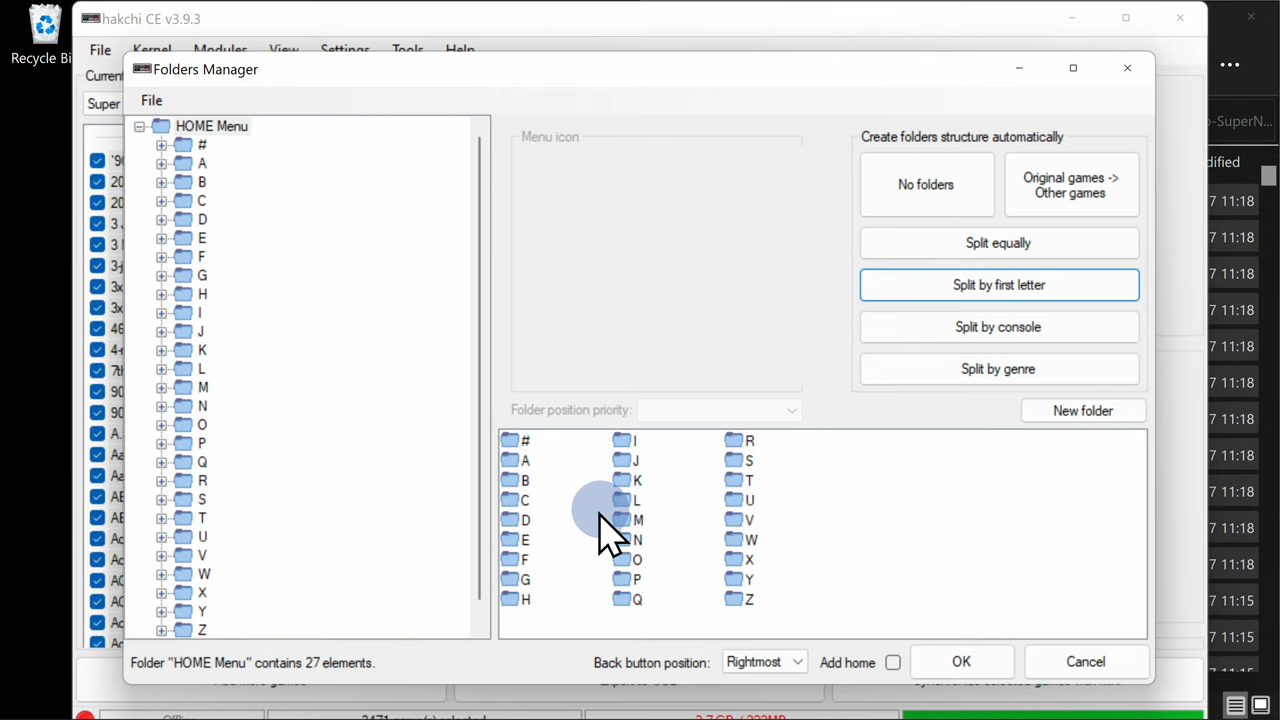 hakchi CE v3.9.3
Recycle Bi
File Kernel Modules View Settings Tools Help
Folders Manager
Current
Super
File
HOME Menu
#
A
B
C
D
E
F
G
H
I
J
K
L
M
N
O
P
Q
R
S
T
U
V
W
X
Y
Z
Menu icon
Create folders structure automatically
No folders
Original games ->
Other games
Split equally
Split by first letter
Split by console
Split by genre
Folder position priority:
New folder
# I R
A J S
B K T
C L U
D M V
E N W
F O X
G P Y
H Q Z
Folder "HOME Menu" contains 27 elements.
Back button position: Rightmost Add home OK Cancel
o-SuperN...
dified
7 11:18
7 11:18
7 11:18
7 11:18
7 11:18
7 11:18
7 11:18
7 11:18
7 11:18
7 11:18
7 11:18
7 11:15
7 11:15